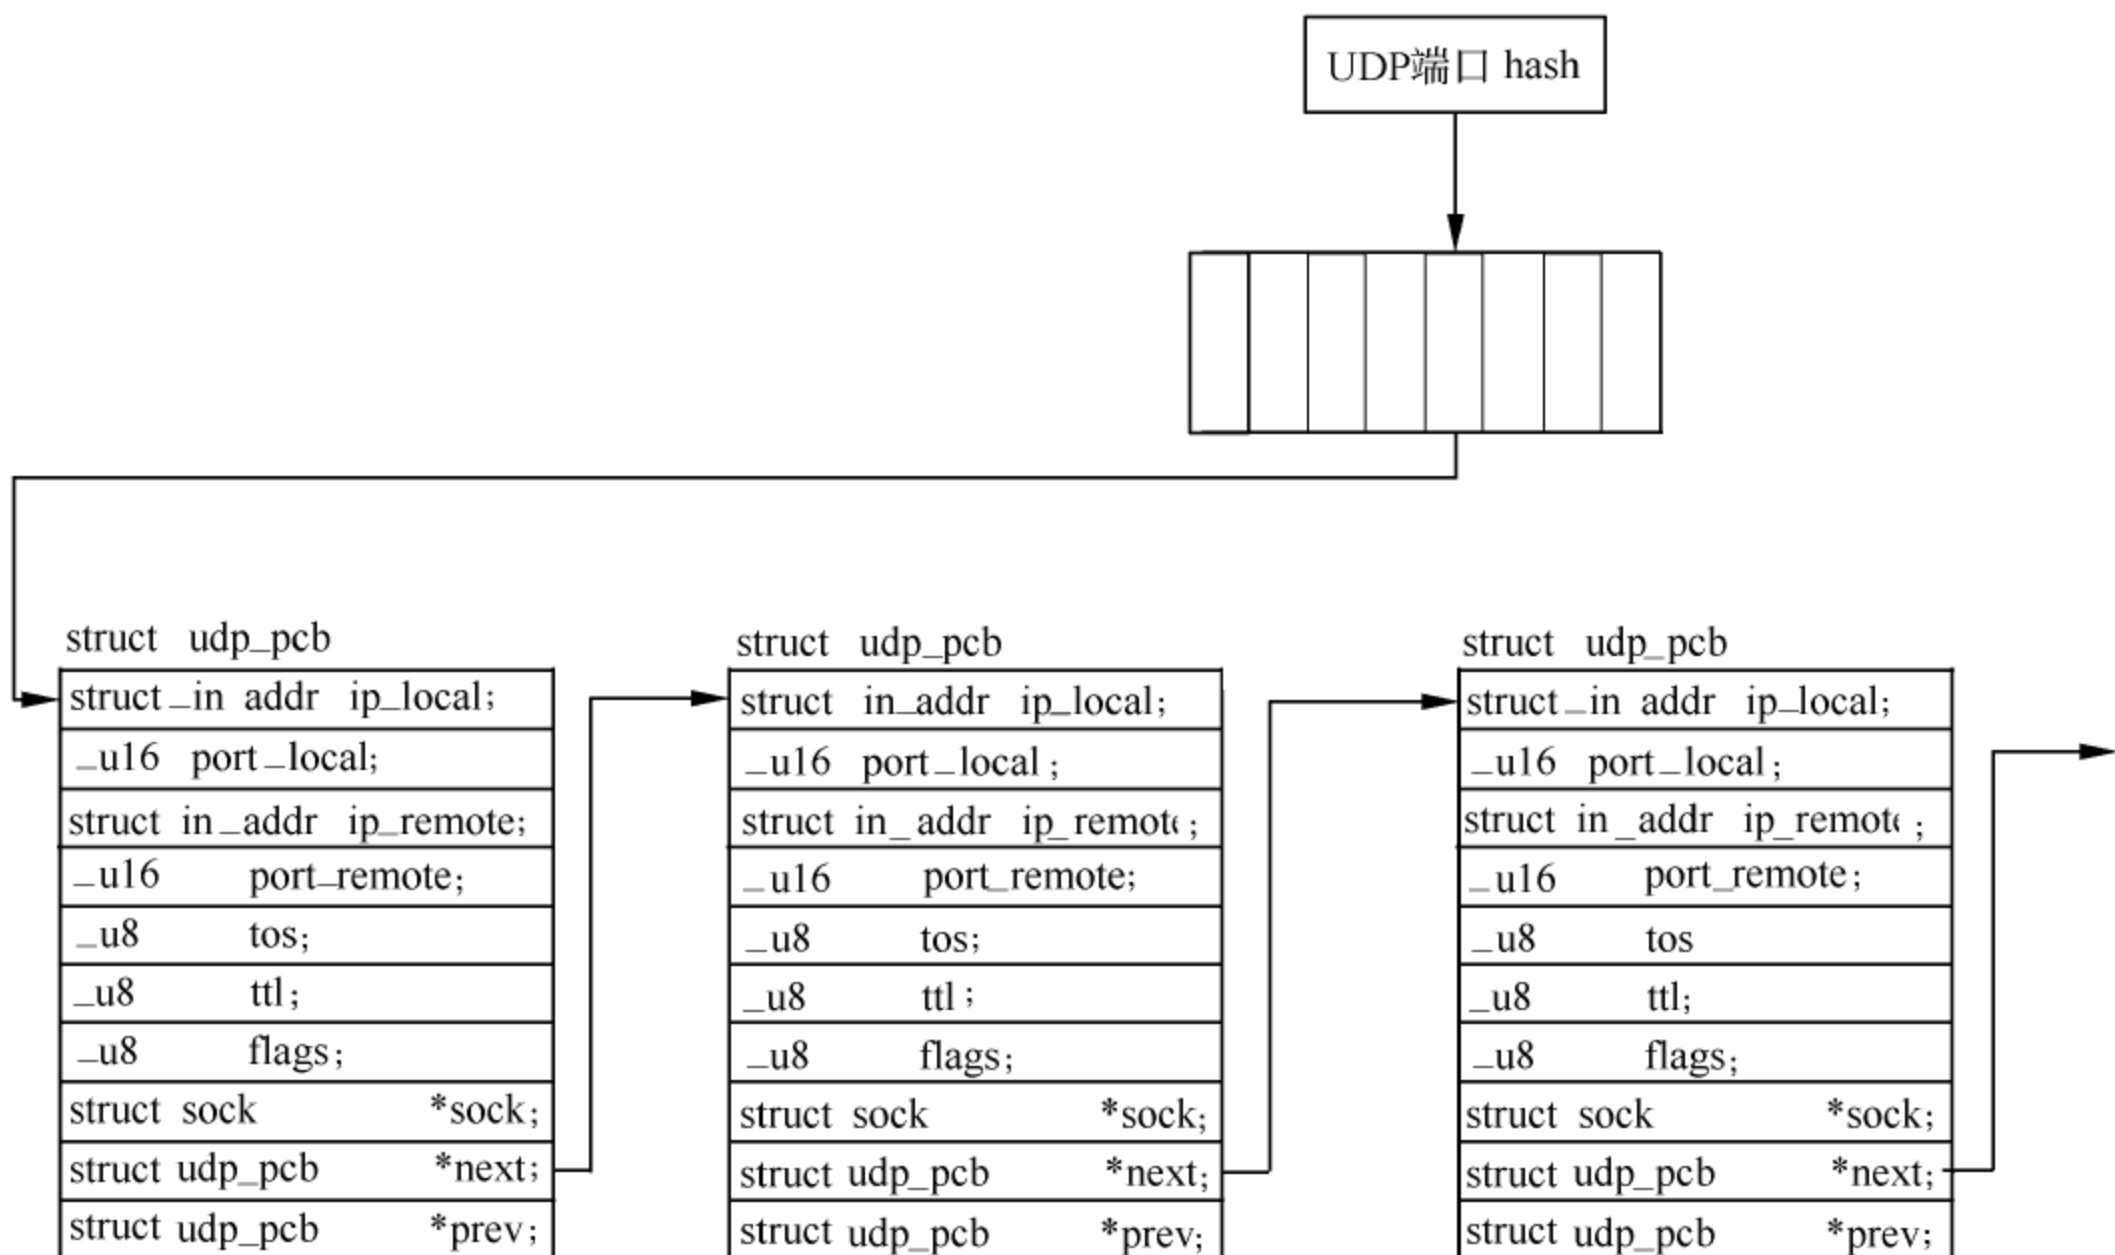 UDP端口 hash
struct udp_pcb
struct_in addr ip_local;
_u16 port_local;
struct in_addr ip_remote;
_u16 port_remote;
_u8 tos;
_u8 ttl;
_u8 flags;
struct sock *sock;
struct udp_pcb *next;
struct udp_pcb *prev;
struct udp_pcb
struct in_addr ip_local;
_u16 port_local;
struct in_addr ip_remote;
_u16 port_remote;
_u8 tos;
_u8 ttl;
_u8 flags;
struct sock *sock;
struct udp_pcb *next;
struct udp_pcb *prev;
struct udp_pcb
struct_in addr ip_local;
_u16 port_local;
struct in_addr ip_remote;
_u16 port_remote;
_u8 tos
_u8 ttl;
_u8 flags;
struct sock *sock;
struct udp_pcb *next;
struct udp_pcb *prev;